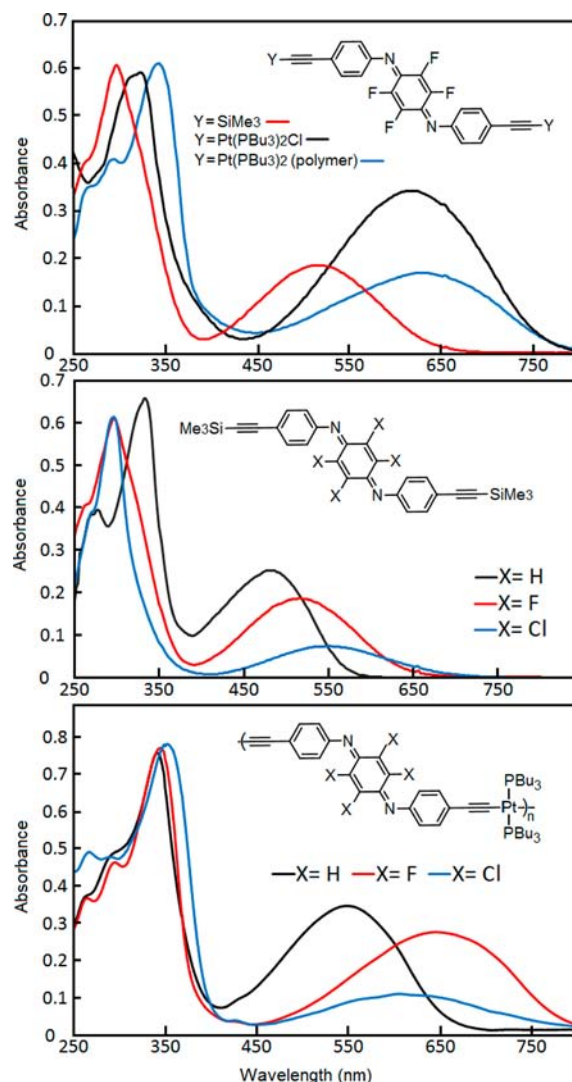 0.7
0.6
0.5
0.4
0.3
0.2
0.1
0
Absorbance
250 350 450 550 650 750
Y
N
F
F
F
F
N
Y
Y=SiMe3
Y=Pt(PBu3)2Cl
Y=Pt(PBu3)2 (polymer)
0.7
0.6
0.5
0.4
0.3
0.2
0.1
0
Absorbance
250 350 450 550 650 750
Me3Si
N
X
X
X
X
N
SiMe3
X= H
X= F
X= Cl
0.8
0.7
0.6
0.5
0.4
0.3
0.2
0.1
0
Absorbance
250 350 450 550 650 750
Wavelength (nm)
N
X
X
X
X
N
PBu3
Pt
n
PBu3
X= H X= F X= Cl